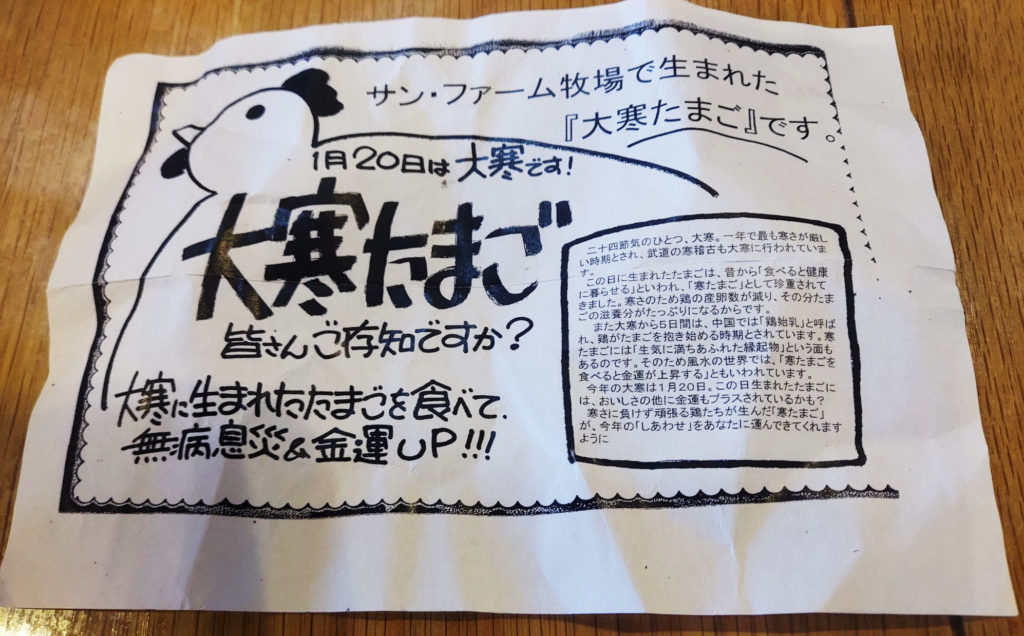 サン・ファーム牧場で生まれた
『大寒たまご』です。
1月20日は大寒です!
大寒たまご
皆さんご存知ですか?
大寒に生まれたたまごを食べて、
無病息災&金運UP!!!
二十四節気のひとつ、大寒。一年で最も寒さが厳し
い時期とされ、武道の寒稽古も大寒に行われていま
す。
この日に生まれたたまごは、昔から「食べると健康
に暮らせる」といわれ、「寒たまご」として珍重されて
きました。寒さのため鶏の産卵数が減り、その分たま
ごの滋養分がたっぷりになるからです。
また大寒から5日間は、中国では「鶏始乳」と呼ば
れ、鶏がたまごを抱き始める時期とされています。寒
たまごには「生気に満ちあふれた縁起物」という面も
あるのです。そのため風水の世界では、「寒たまごを
食べると金運が上昇する」ともいわれています。
今年の大寒は1月20日。この日生まれたたまごに
は、おいしさの他に金運もプラスされているかも?
寒さに負けず頑張る鶏たちが生んだ「寒たまご」
が、今年の「しあわせ」をあなたに運んできてくれます
ように